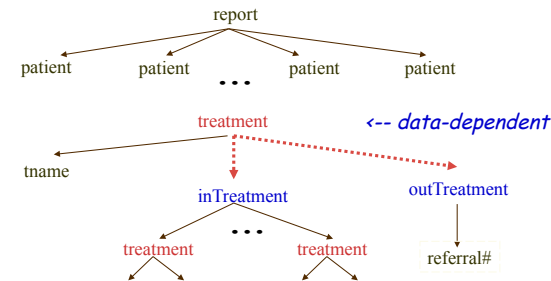 report
patient patient patient patient
...
treatment <-- data-dependent
tname
inTreatment outTreatment
...
treatment treatment referral#